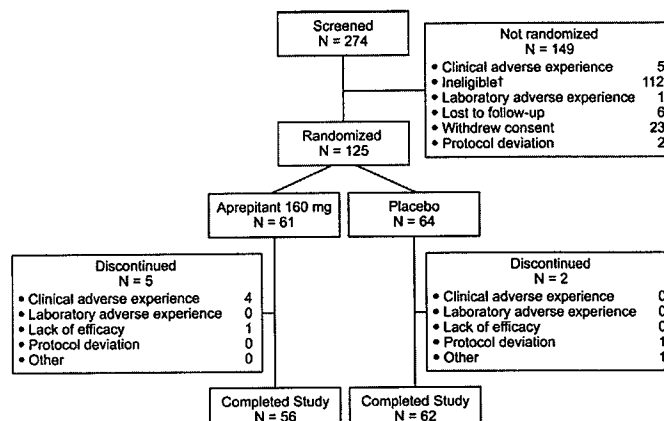 Screened
N = 274
Not randomized
N = 149
• Clinical adverse experience 5
• Ineligible† 112
• Laboratory adverse experience 1
• Lost to follow-up 6
• Withdrew consent 23
• Protocol deviation 2
Randomized
N = 125
Aprepitant 160 mg
N = 61
Placebo
N = 64
Discontinued
N = 5
• Clinical adverse experience 4
• Laboratory adverse experience 0
• Lack of efficacy 1
• Protocol deviation 0
• Other 0
Discontinued
N = 2
• Clinical adverse experience 0
• Laboratory adverse experience 0
• Lack of efficacy 0
• Protocol deviation 1
• Other 1
Completed Study
N = 56
Completed Study
N = 62